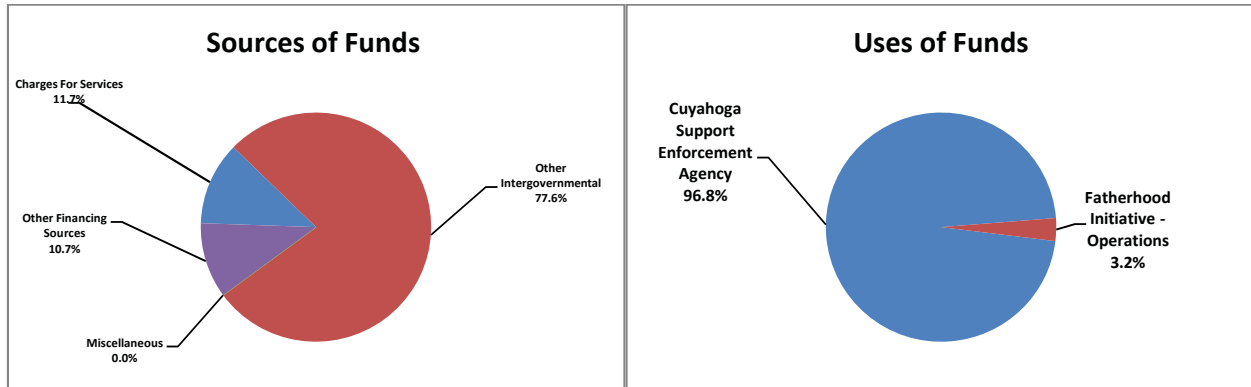 Sources of Funds
Charges For Services
11.7%
Other
Intergovernmental
77.6%
Other Financing
Sources
10.7%
Miscellaneous
0.0%
Uses of Funds
Cuyahoga
Support
Enforcement
Agency
96.8%
Fatherhood
Initiative -
Operations
3.2%